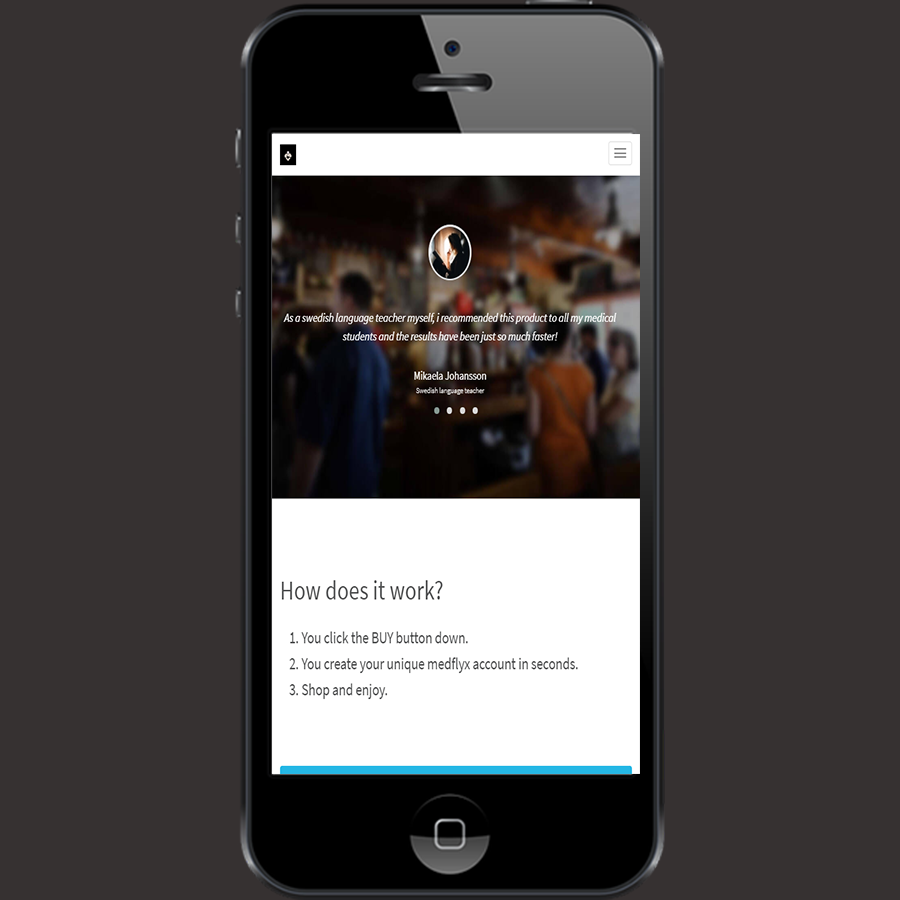 As a swedish language teacher myself, i recommended this product to all my medical
students and the results have been just so much faster!
Mikaela Johansson
Swedish language teacher
How does it work?
1. You click the BUY button down.
2. You create your unique medflyx account in seconds.
3. Shop and enjoy.